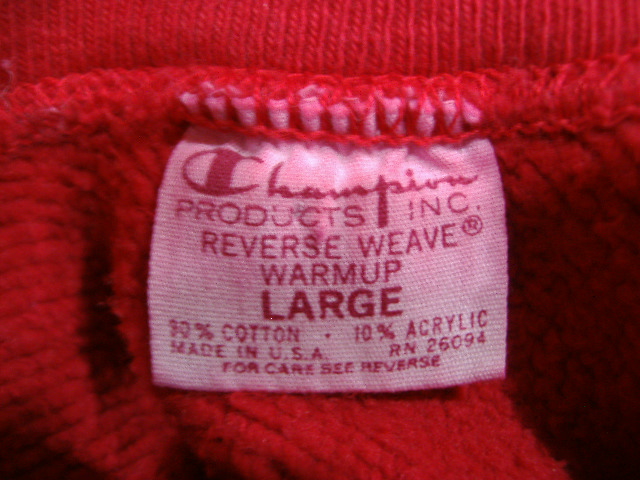 Champion
PRODUCTS INC.
REVERSE WEAVE®
WARMUP
LARGE
90% COTTON · 10% ACRYLIC
MADE IN U.S.A. RN 26094
FOR CARE SEE REVERSE